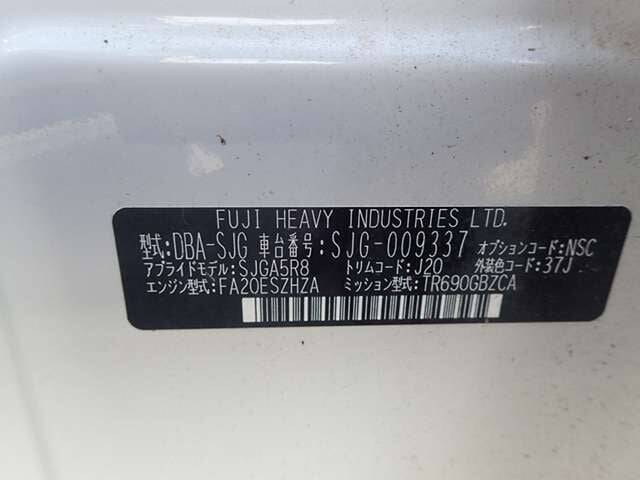 FUJI HEAVY INDUSTRIES LTD.
型式:DBA-SJG 車台番号:SJG-009337 オプションコード:NSC
アプライドモデル:SJGA5R8 トリムコード:J20 外装色コード:37J
エンジン型式:FA20ESZHZA ミッション型式:TR690GBZCA